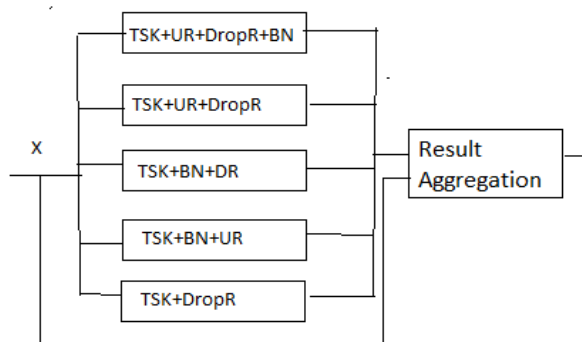 TSK+UR+DropR+BN
TSK+UR+DropR
X
TSK+BN+DR
TSK+BN+UR
TSK+DropR
Result
Aggregation